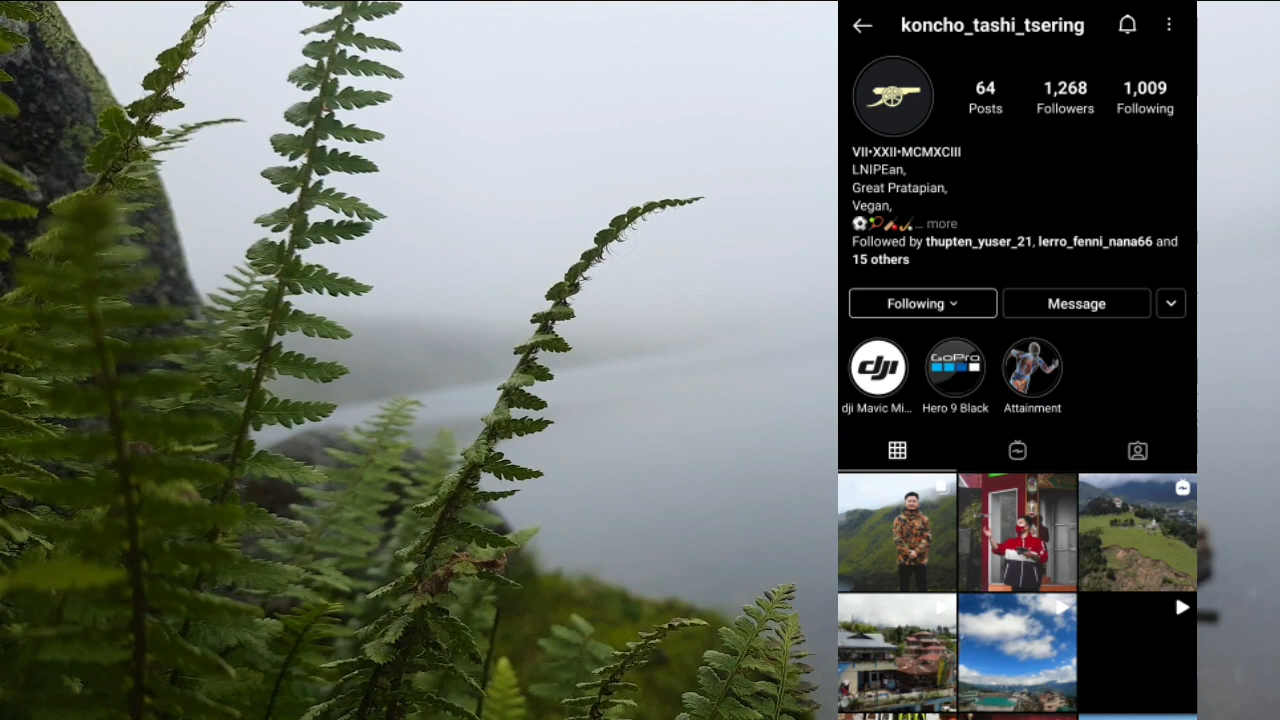 koncho_tashi_tsering
64
1,268
1,009
Posts
Followers
Following
VII•XXII•MCMXCIII
LNIPEan,
Great Pratapian,
Vegan,
... more
Followed by thupten_yuser_21, lerro_fenni_nana66 and
15 others
Following
Message
dji
GoPro
dji Mavic Mi...
Hero 9 Black
Attainment